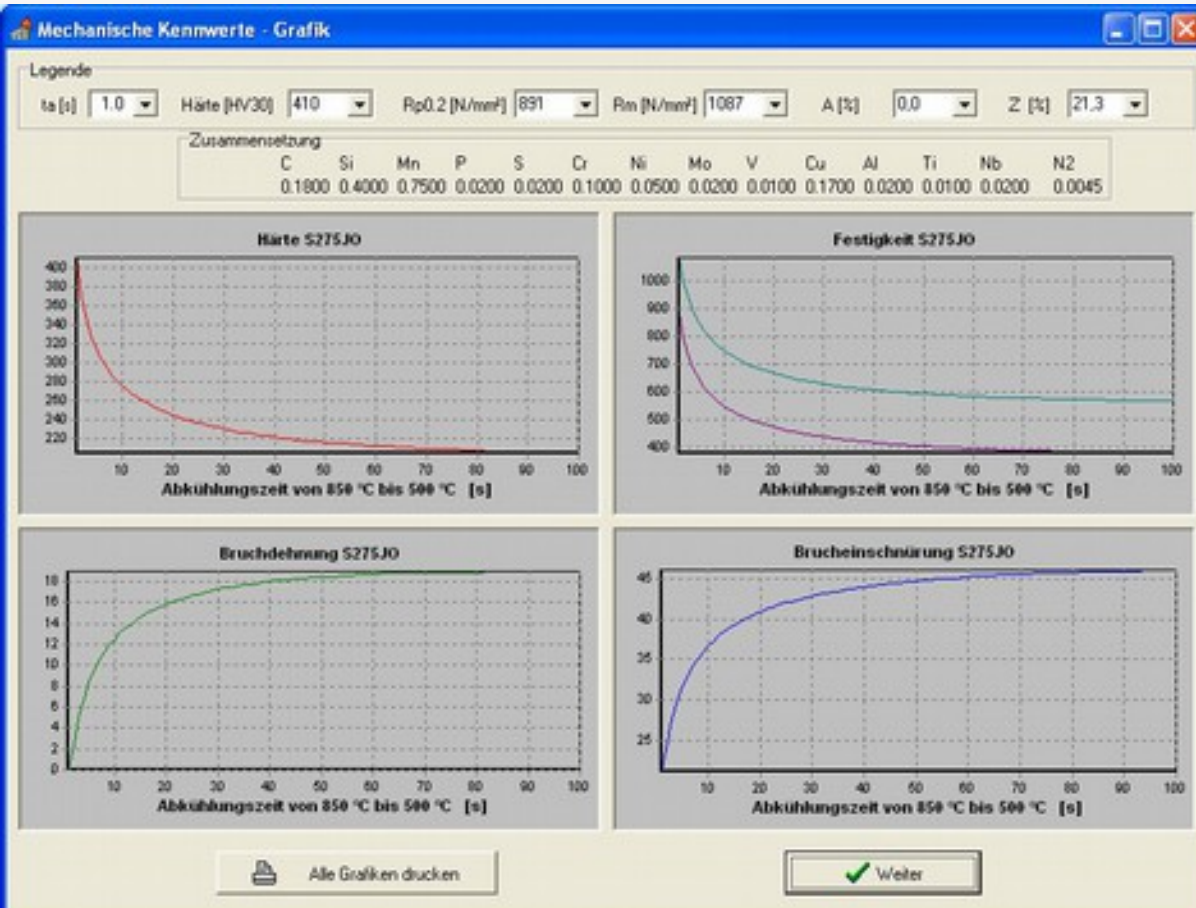 Mechanische Kennwerte - Grafik
Legende
ta [s] 1.0 Härte [HV30] 410 Rp0.2 [N/mm²] 891 Rm [N/mm²] 1087 A [%] 0,0 Z [%] 21,3
Zusammensetzung
C Si Mn P S Cr Ni Mo V Cu Al Ti Nb N2
0.1800 0.4000 0.7500 0.0200 0.0200 0.1000 0.0500 0.0200 0.0100 0.1700 0.0200 0.0100 0.0200 0.0045
Härte S275JO
400
380
360
340
320
300
280
260
240
220
10 20 30 40 50 60 70 80 90 100
Abkühlungszeit von 850 °C bis 500 °C [s]
Festigkeit S275JO
1000
900
800
700
600
500
400
10 20 30 40 50 60 70 80 90 100
Abkühlungszeit von 850 °C bis 500 °C [s]
Bruchdehnung S275JO
18
16
14
12
10
8
6
4
2
0
10 20 30 40 50 60 70 80 90 100
Abkühlungszeit von 850 °C bis 500 °C [s]
Brucheinschnürung S275JO
45
40
35
30
25
10 20 30 40 50 60 70 80 90 100
Abkühlungszeit von 850 °C bis 500 °C [s]
Alle Grafiken drucken
Weiter